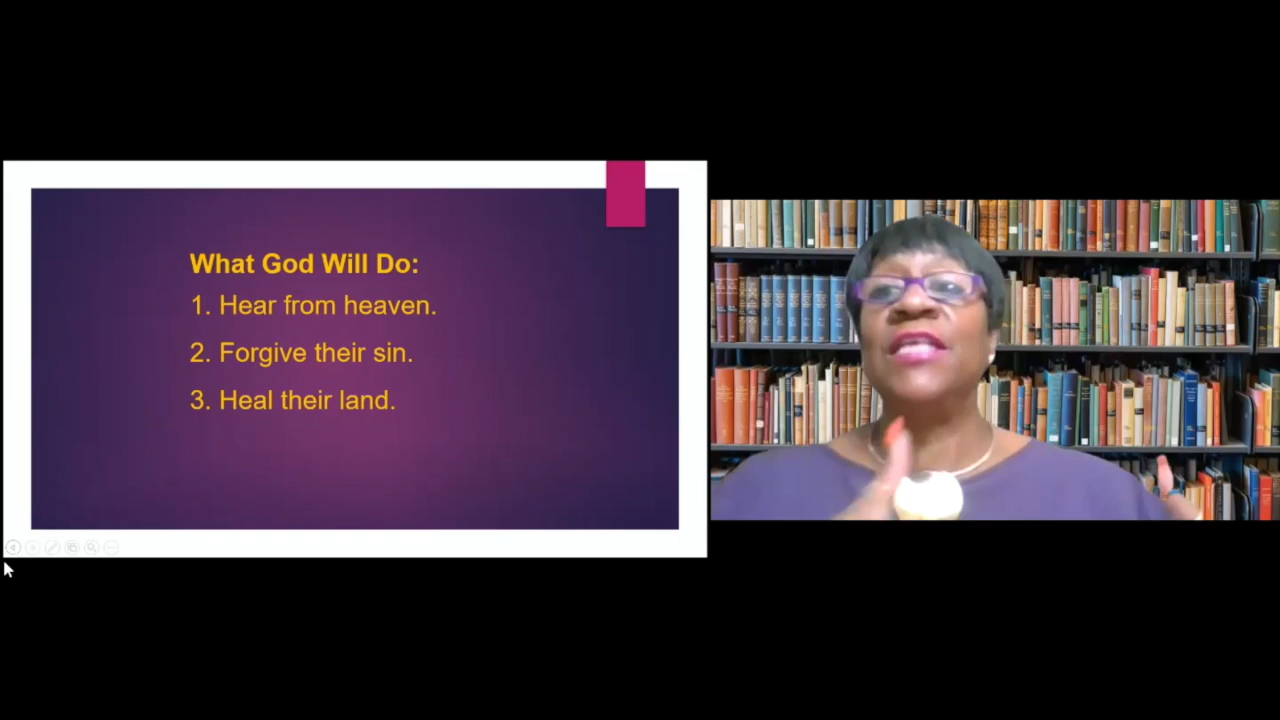 What God Will Do:
1. Hear from heaven.
2. Forgive their sin.
3. Heal their land.